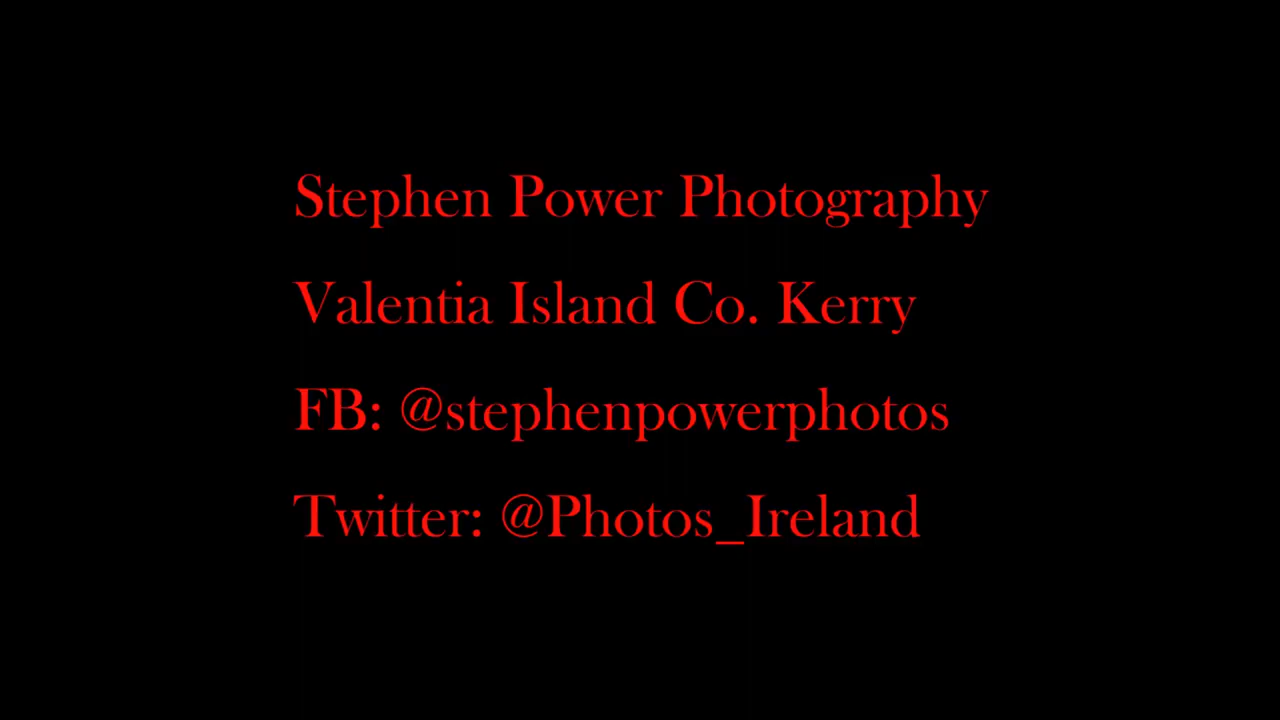 Stephen Power Photography
Valentia Island Co. Kerry
FB: @stephenpowerphotos
Twitter: @Photos_Ireland